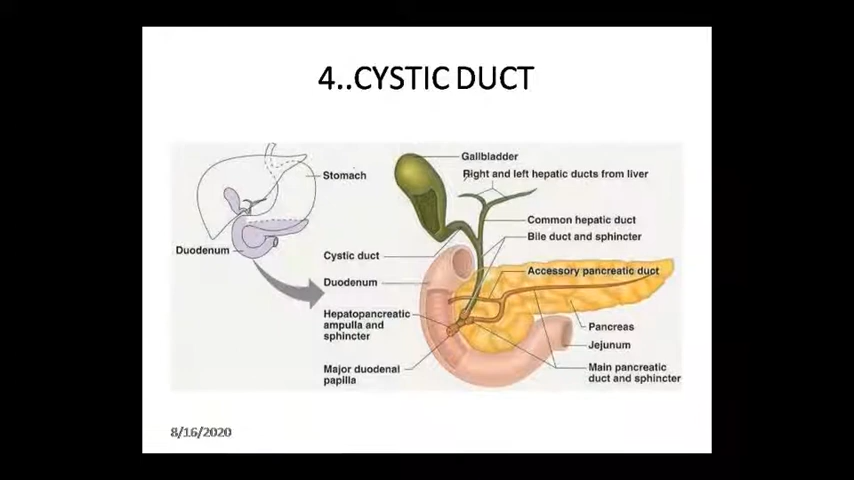 4..CYSTIC DUCT
Gallbladder
Right and left hepatic ducts from liver
Stomach
Common hepatic duct
Bile duct and sphincter
Duodenum
Cystic duct
Accessory pancreatic duct
Duodenum
Hepatopancreatic
ampulla and
sphincter
Pancreas
Jejunum
Major duodenal
papilla
Main pancreatic
duct and sphincter
8/16/2020